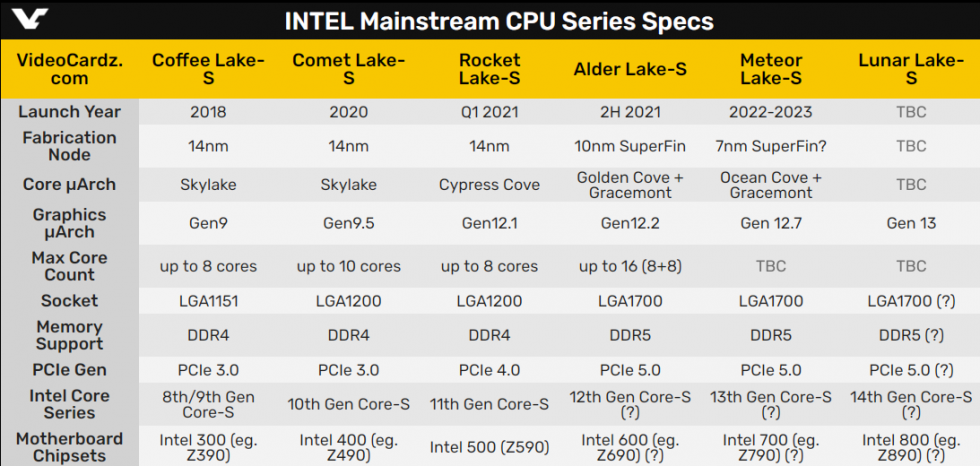 INTEL Mainstream CPU Series Specs
VideoCardz.com Coffee Lake-S Comet Lake-S Rocket Lake-S Alder Lake-S Meteor Lake-S Lunar Lake-S
Launch Year 2018 2020 Q1 2021 2H 2021 2022-2023 TBC
Fabrication Node 14nm 14nm 14nm 10nm SuperFin 7nm SuperFin? TBC
Core µArch Skylake Skylake Cypress Cove Golden Cove + Gracemont Ocean Cove + Gracemont TBC
Graphics µArch Gen9 Gen9.5 Gen12.1 Gen12.2 Gen 12.7 Gen 13
Max Core Count up to 8 cores up to 10 cores up to 8 cores up to 16 (8+8) TBC TBC
Socket LGA1151 LGA1200 LGA1200 LGA1700 LGA1700 LGA1700 (?)
Memory Support DDR4 DDR4 DDR4 DDR5 DDR5 DDR5 (?)
PCIe Gen PCIe 3.0 PCIe 3.0 PCIe 4.0 PCIe 5.0 PCIe 5.0 PCIe 5.0 (?)
Intel Core Series 8th/9th Gen Core-S 10th Gen Core-S 11th Gen Core-S 12th Gen Core-S (?) 13th Gen Core-S (?) 14th Gen Core-S (?)
Motherboard Chipsets Intel 300 (eg. Z390) Intel 400 (eg. Z490) Intel 500 (Z590) Intel 600 (eg. Z690) (?) Intel 700 (eg. Z790) (?) Intel 800 (eg. Z890) (?)